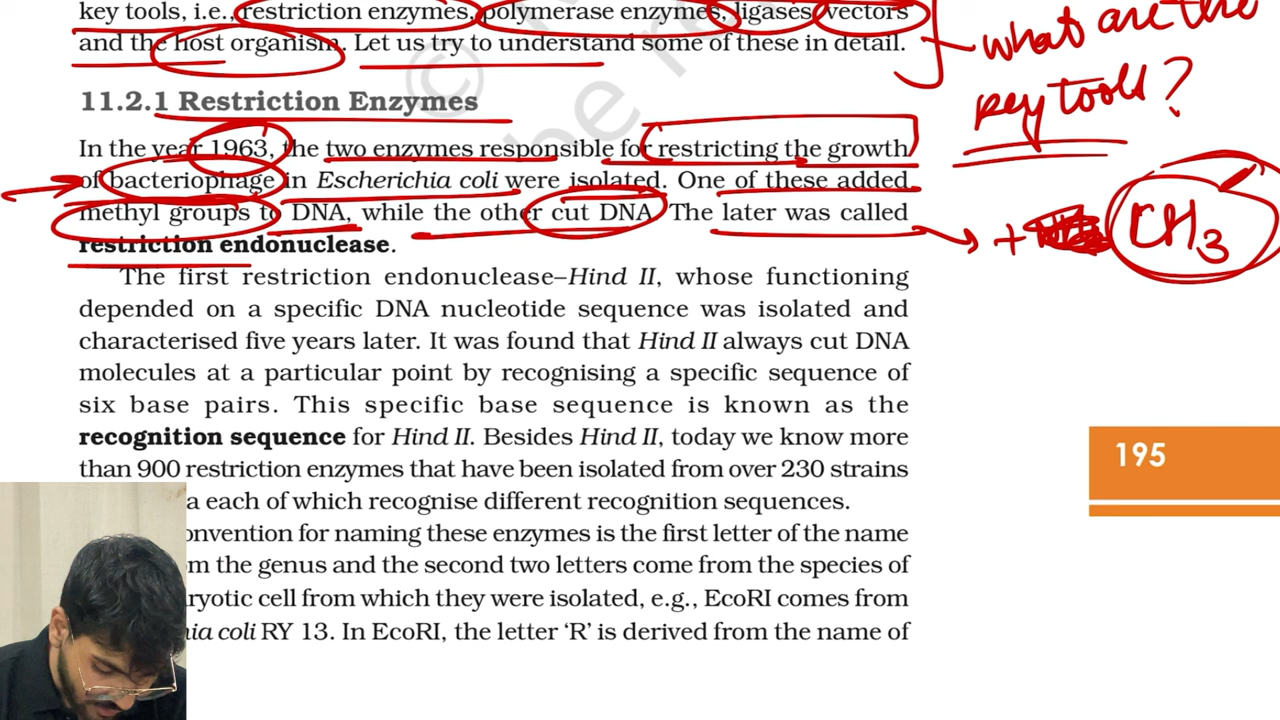 key tools, i.e., restriction enzymes, polymerase enzymes, ligases, vectors
and the host organism. Let us try to understand some of these in detail.
what are the
key tools?
© 
be re
11.2.1 Restriction Enzymes
In the year 1963, the two enzymes responsible for restricting the growth
of bacteriophage in Escherichia coli were isolated. One of these added
methyl groups to DNA, while the other cut DNA. The later was called
+ CH3
restriction endonuclease.
The first restriction endonuclease–Hind II, whose functioning
depended on a specific DNA nucleotide sequence was isolated and
characterised five years later. It was found that Hind II always cut DNA
molecules at a particular point by recognising a specific sequence of
six base pairs. This specific base sequence is known as the
recognition sequence for Hind II. Besides Hind II, today we know more
than 900 restriction enzymes that have been isolated from over 230 strains
a each of which recognise different recognition sequences.
onvention for naming these enzymes is the first letter of the name
m the genus and the second two letters come from the species of
ryotic cell from which they were isolated, e.g., EcoRI comes from
ia coli RY 13. In EcoRI, the letter ‘R’ is derived from the name of
195